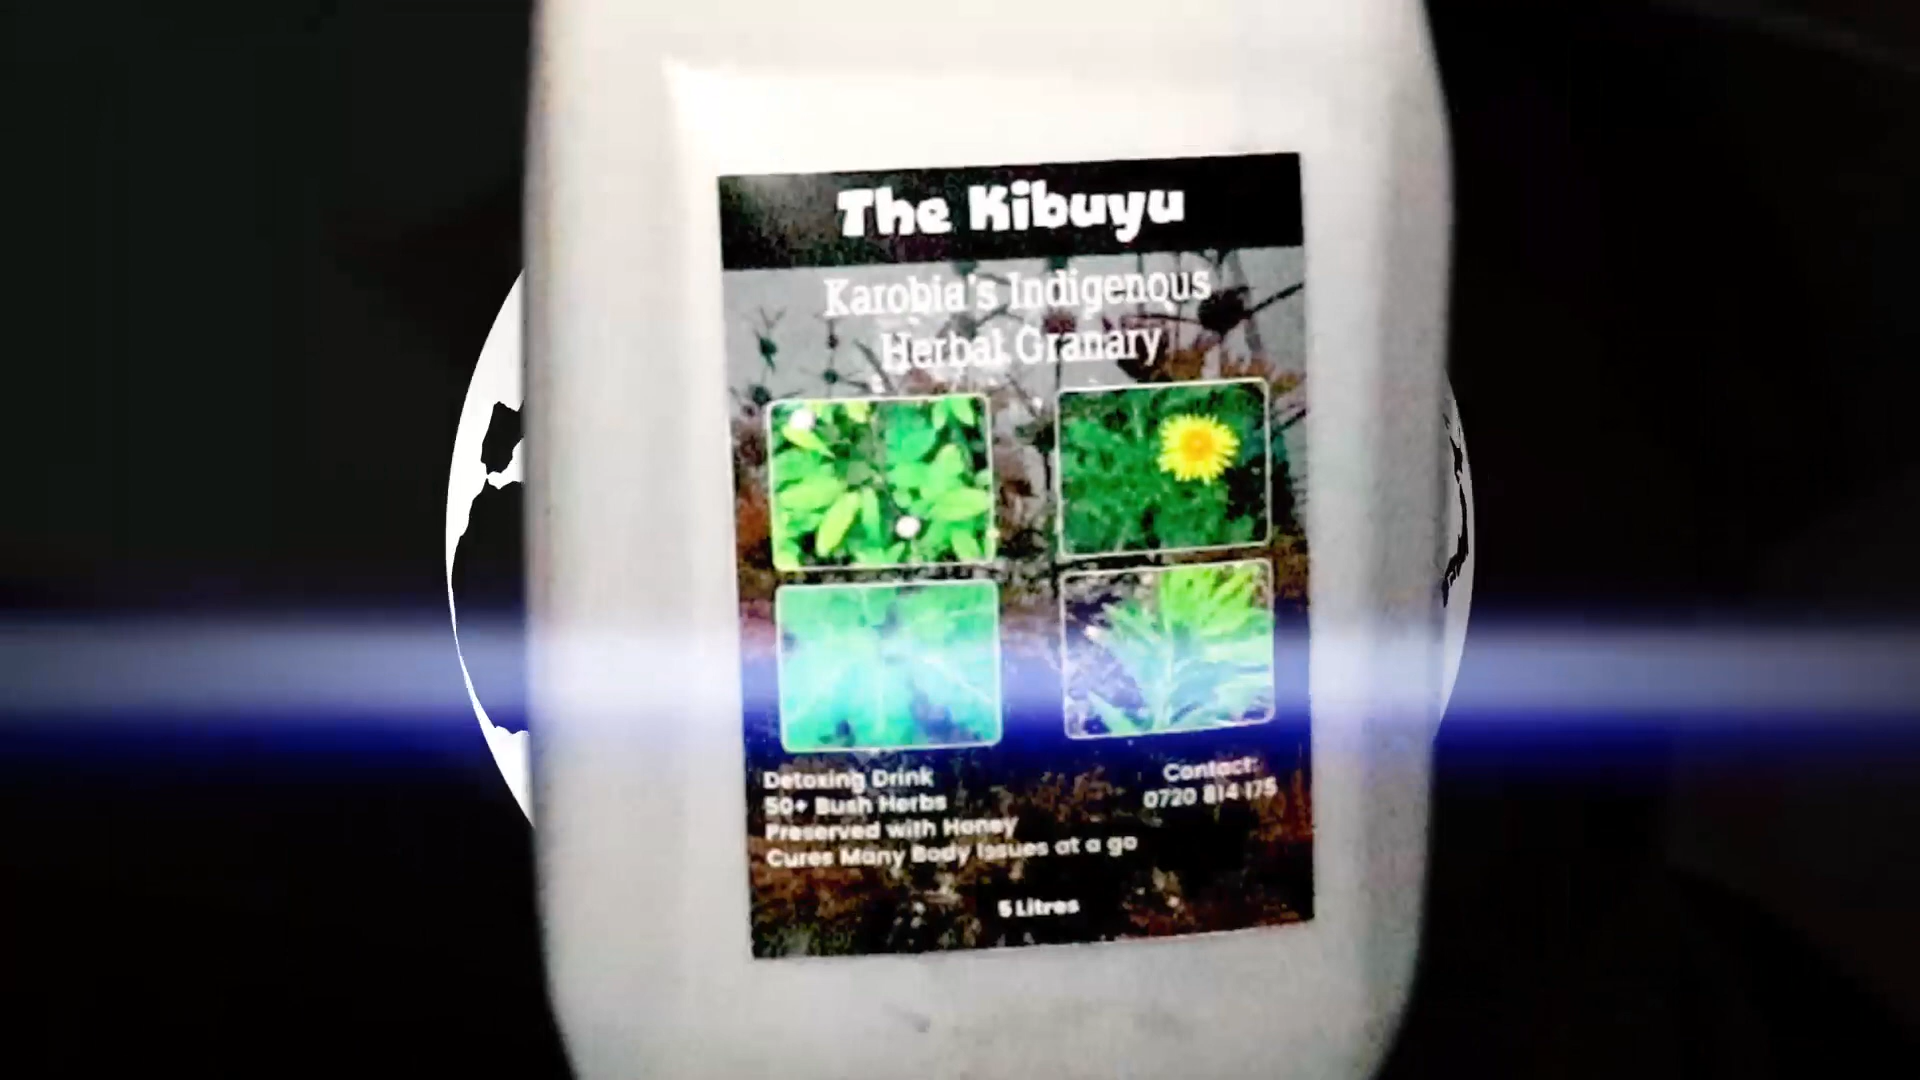 The Kibuyu
Karobia's Indigenous
Herbal Granary
Detoxing Drink
50+ Bush Herbs
Preserved with Honey
Cures Many Body Issues at a go
Contact:
0720 814 175
5 Litres